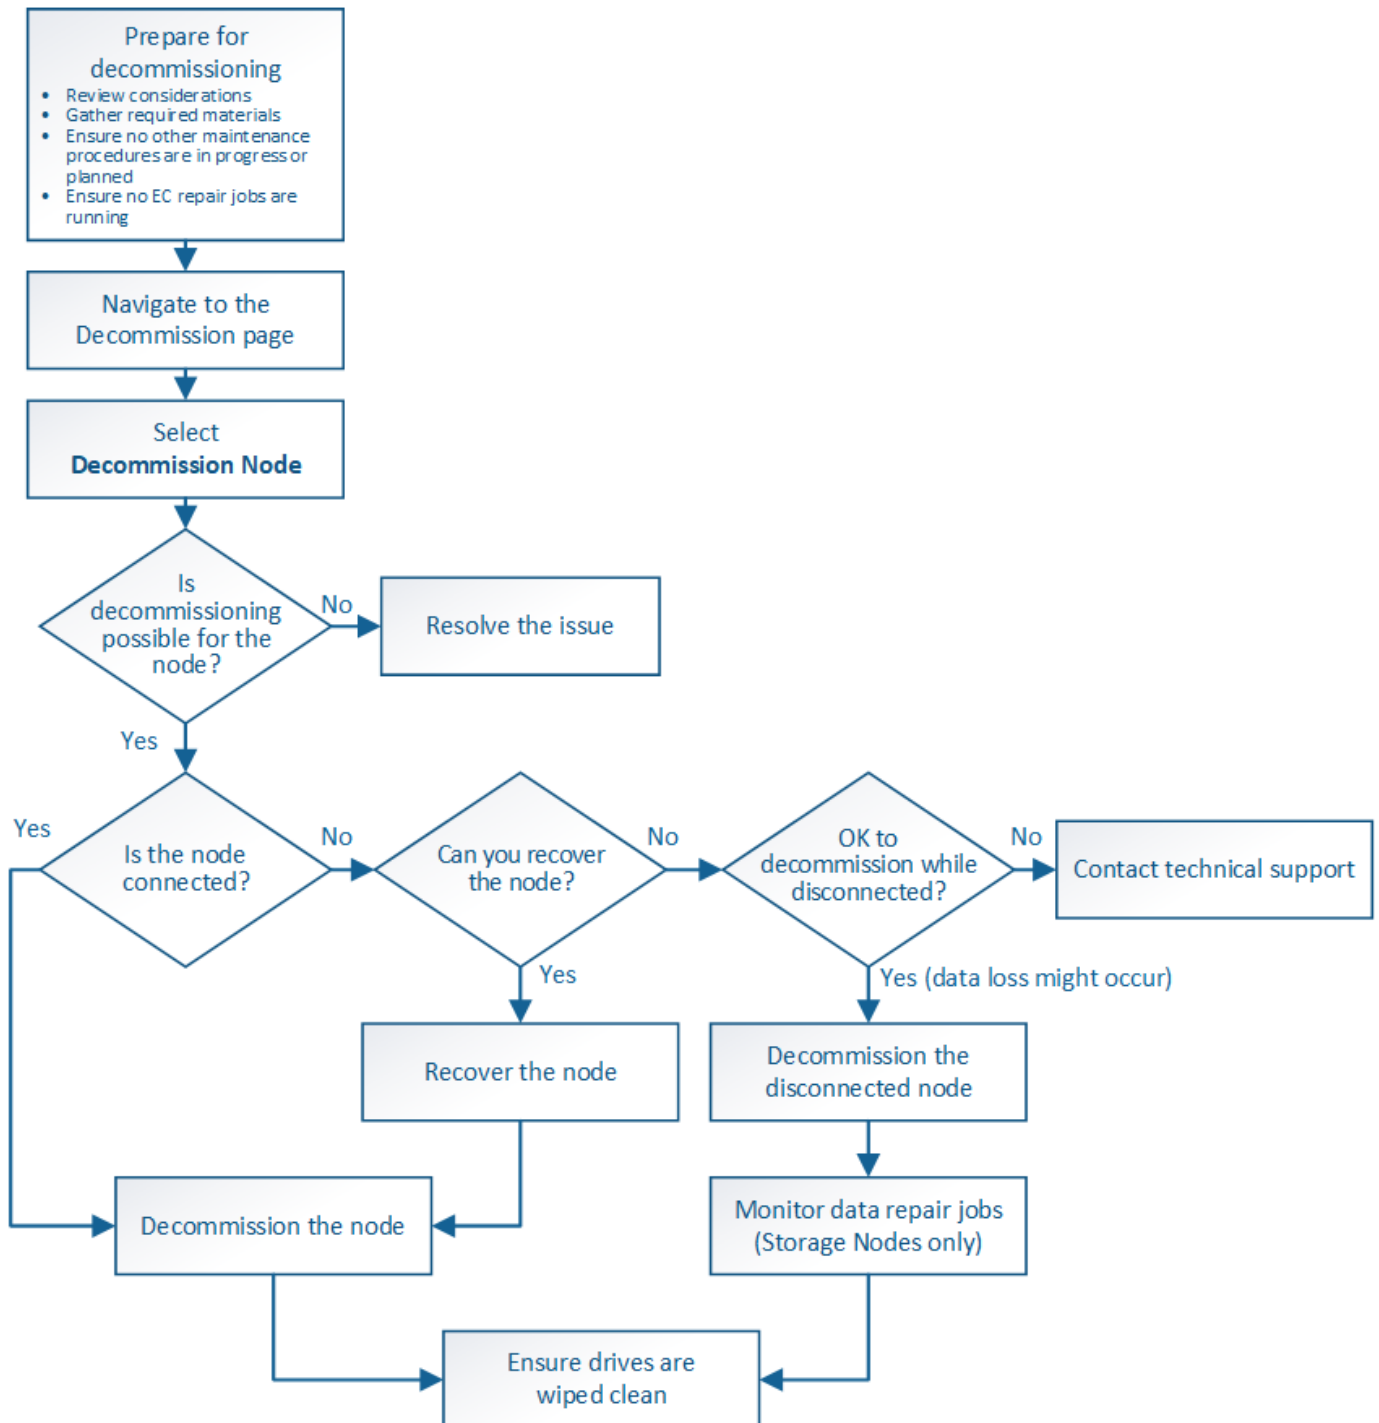 Prepare for
decommissioning
• Review considerations
• Gather required materials
• Ensure no other maintenance
procedures are in progress or
planned
• Ensure no EC repair jobs are
running
Navigate to the
Decommission page
Select
Decommission Node
Is
decommissioning
possible for the
node?
No
Resolve the issue
Yes
Yes
Is the node
connected?
No
Can you recover
the node?
No
OK to
decommission while
disconnected?
No
Contact technical support
Yes
Yes (data loss might occur)
Recover the node
Decommission the
disconnected node
Decommission the node
Monitor data repair jobs
(Storage Nodes only)
Ensure drives are
wiped clean